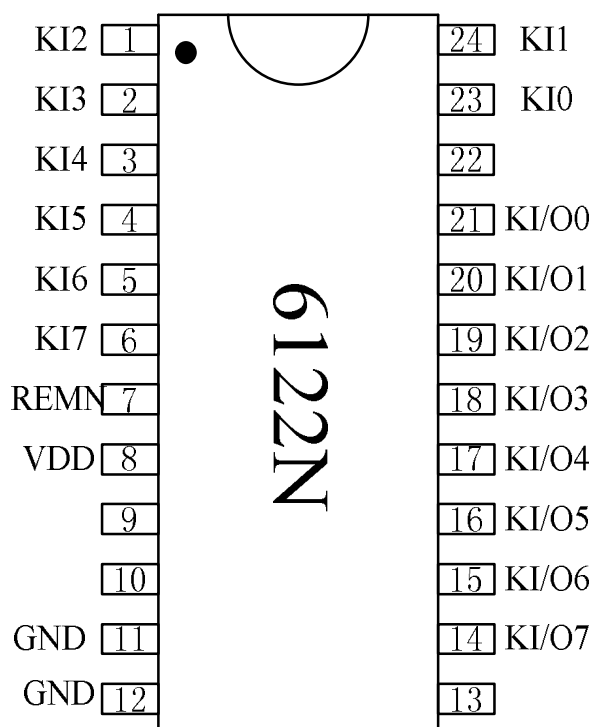 KI2 1 24 KI1
KI3 2 23 KI0
KI4 3 22
KI5 4 21 KI/O0
KI6 5 20 KI/O1
KI7 6 19 KI/O2
REMN 7 18 KI/O3
VDD 8 17 KI/O4
9 16 KI/O5
10 15 KI/O6
GND 11 14 KI/O7
GND 12 13
6122N